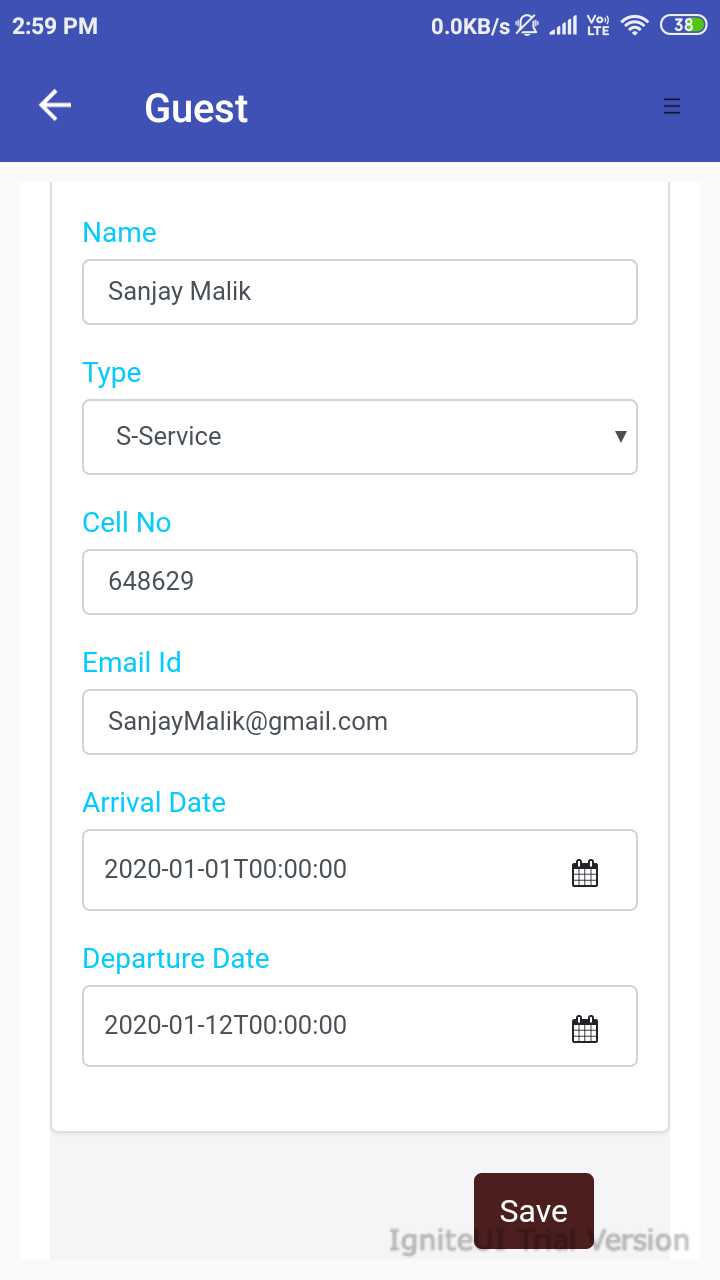 2:59 PM 0.0KB/s Vo) LTE 38
Guest
Name
Sanjay Malik
Type
S-Service
Cell No
648629
Email Id
SanjayMalik@gmail.com
Arrival Date
2020-01-01T00:00:00
Departure Date
2020-01-12T00:00:00
Save
IgniteUI Trial Version